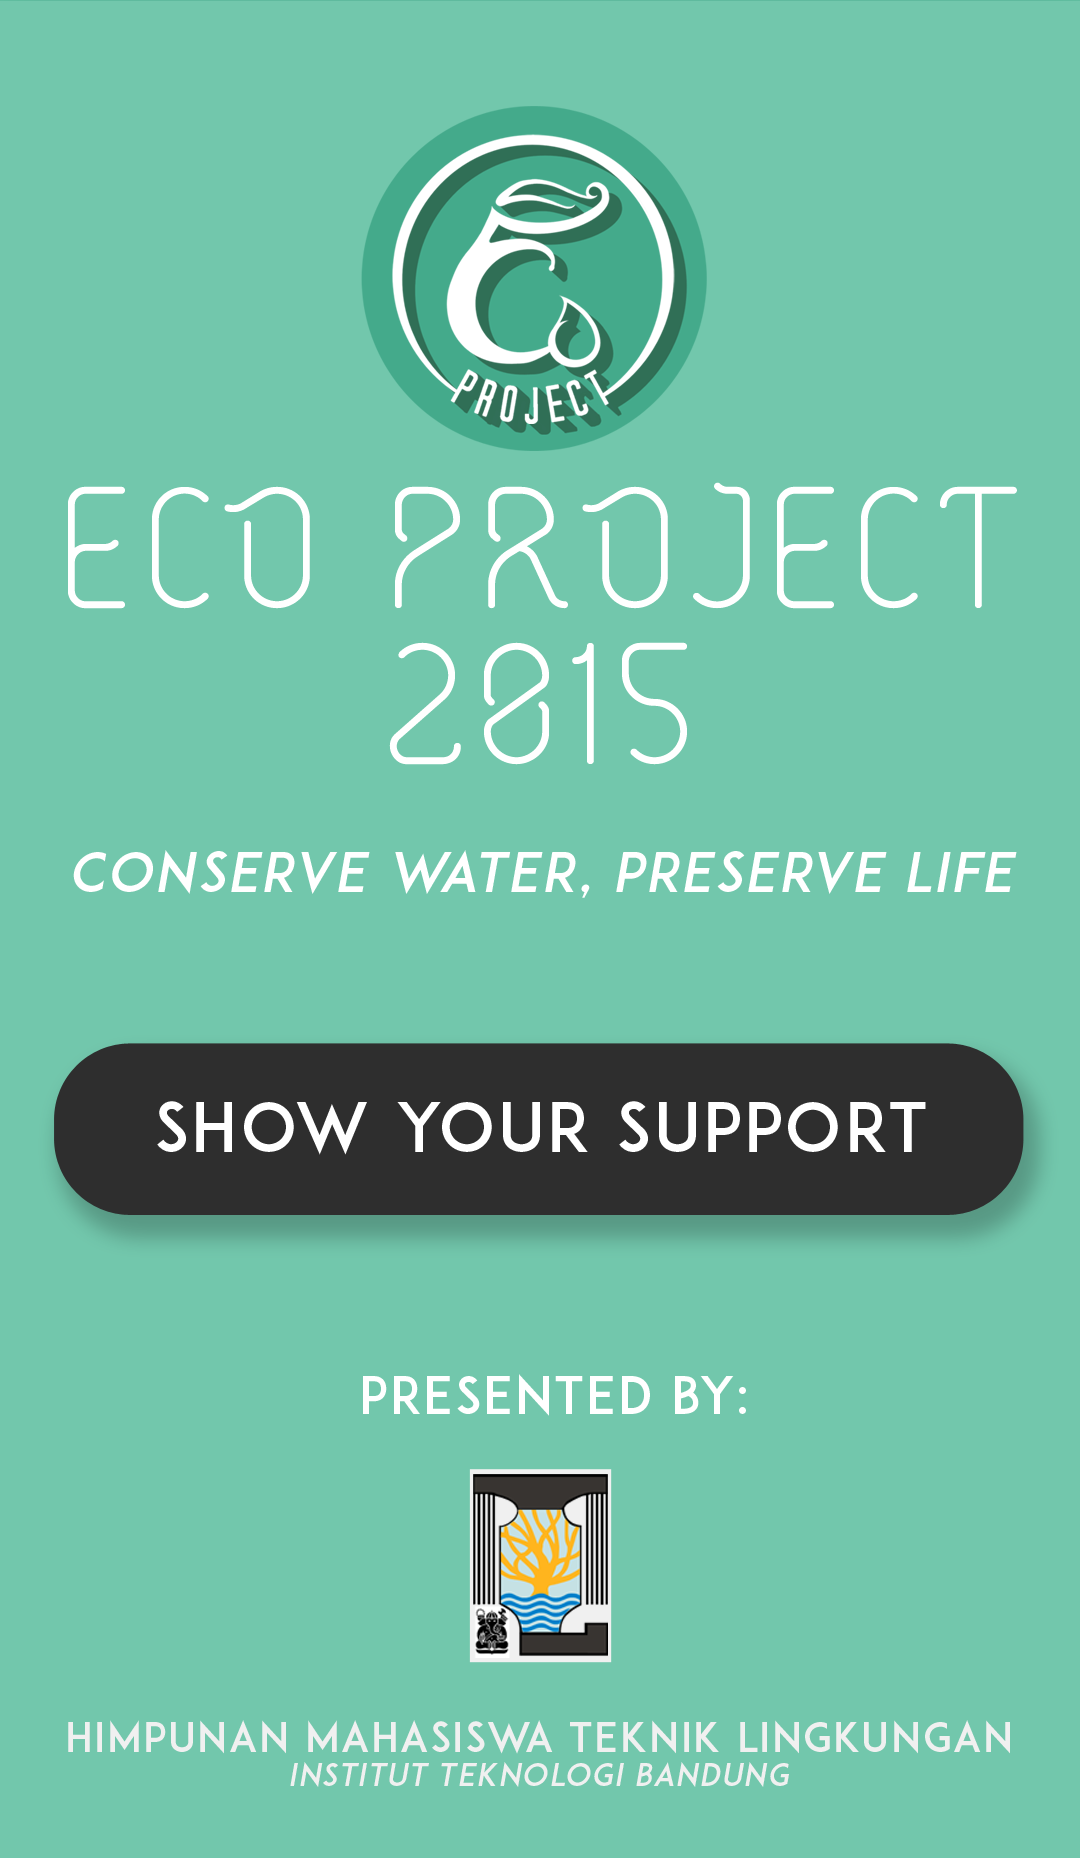 Eco
PROJECT
ECO PROJECT
2015
CONSERVE WATER, PRESERVE LIFE
SHOW YOUR SUPPORT
PRESENTED BY:
HIMPUNAN MAHASISWA TEKNIK LINGKUNGAN
INSTITUT TEKNOLOGI BANDUNG